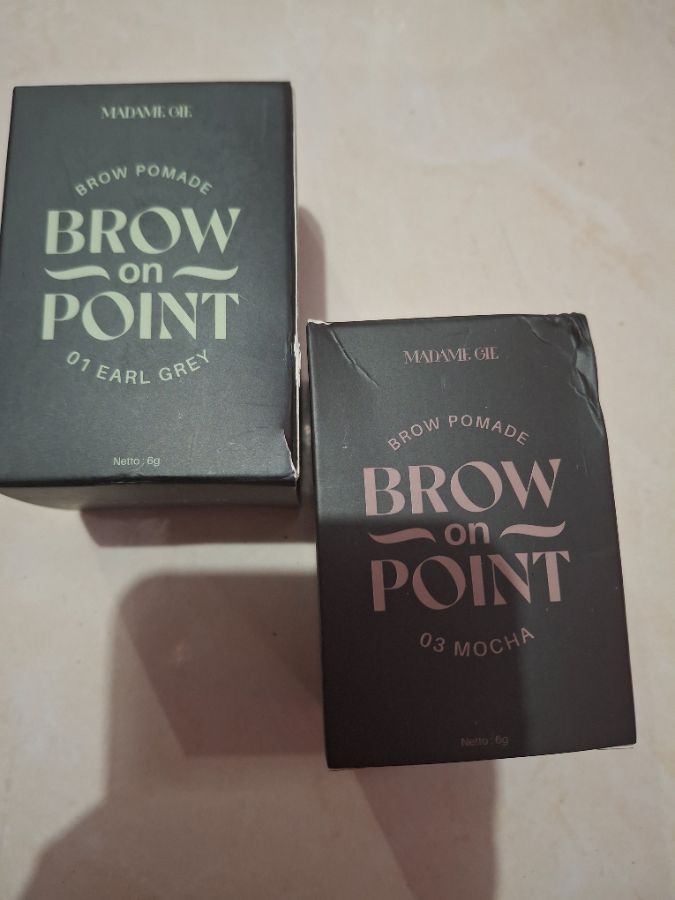 MADAME GIE
BROW POMADE
BROW
on
POINT
01 EARL GREY
Netto : 6g
MADAME GIE
BROW POMADE
BROW
on
POINT
03 MOCHA
Netto : 6g